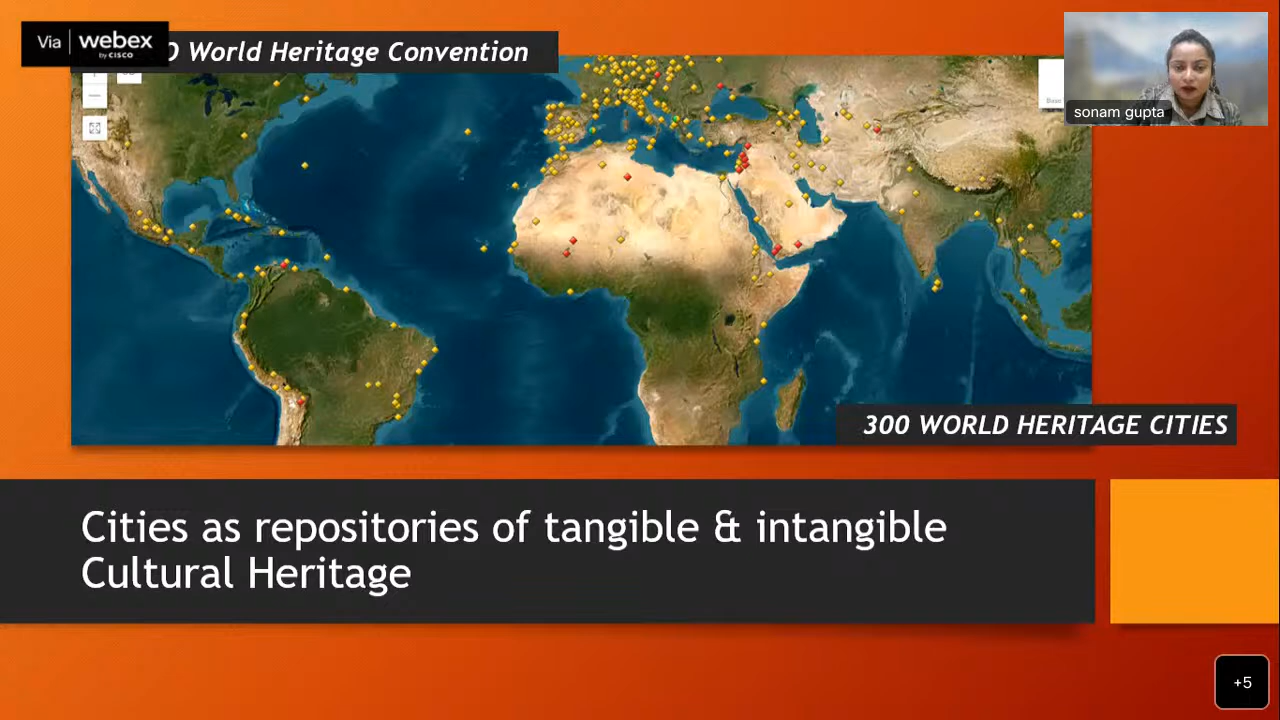 Via webex
by CISCO
World Heritage Convention
sonam gupta
300 WORLD HERITAGE CITIES
Cities as repositories of tangible & intangible
Cultural Heritage
+5